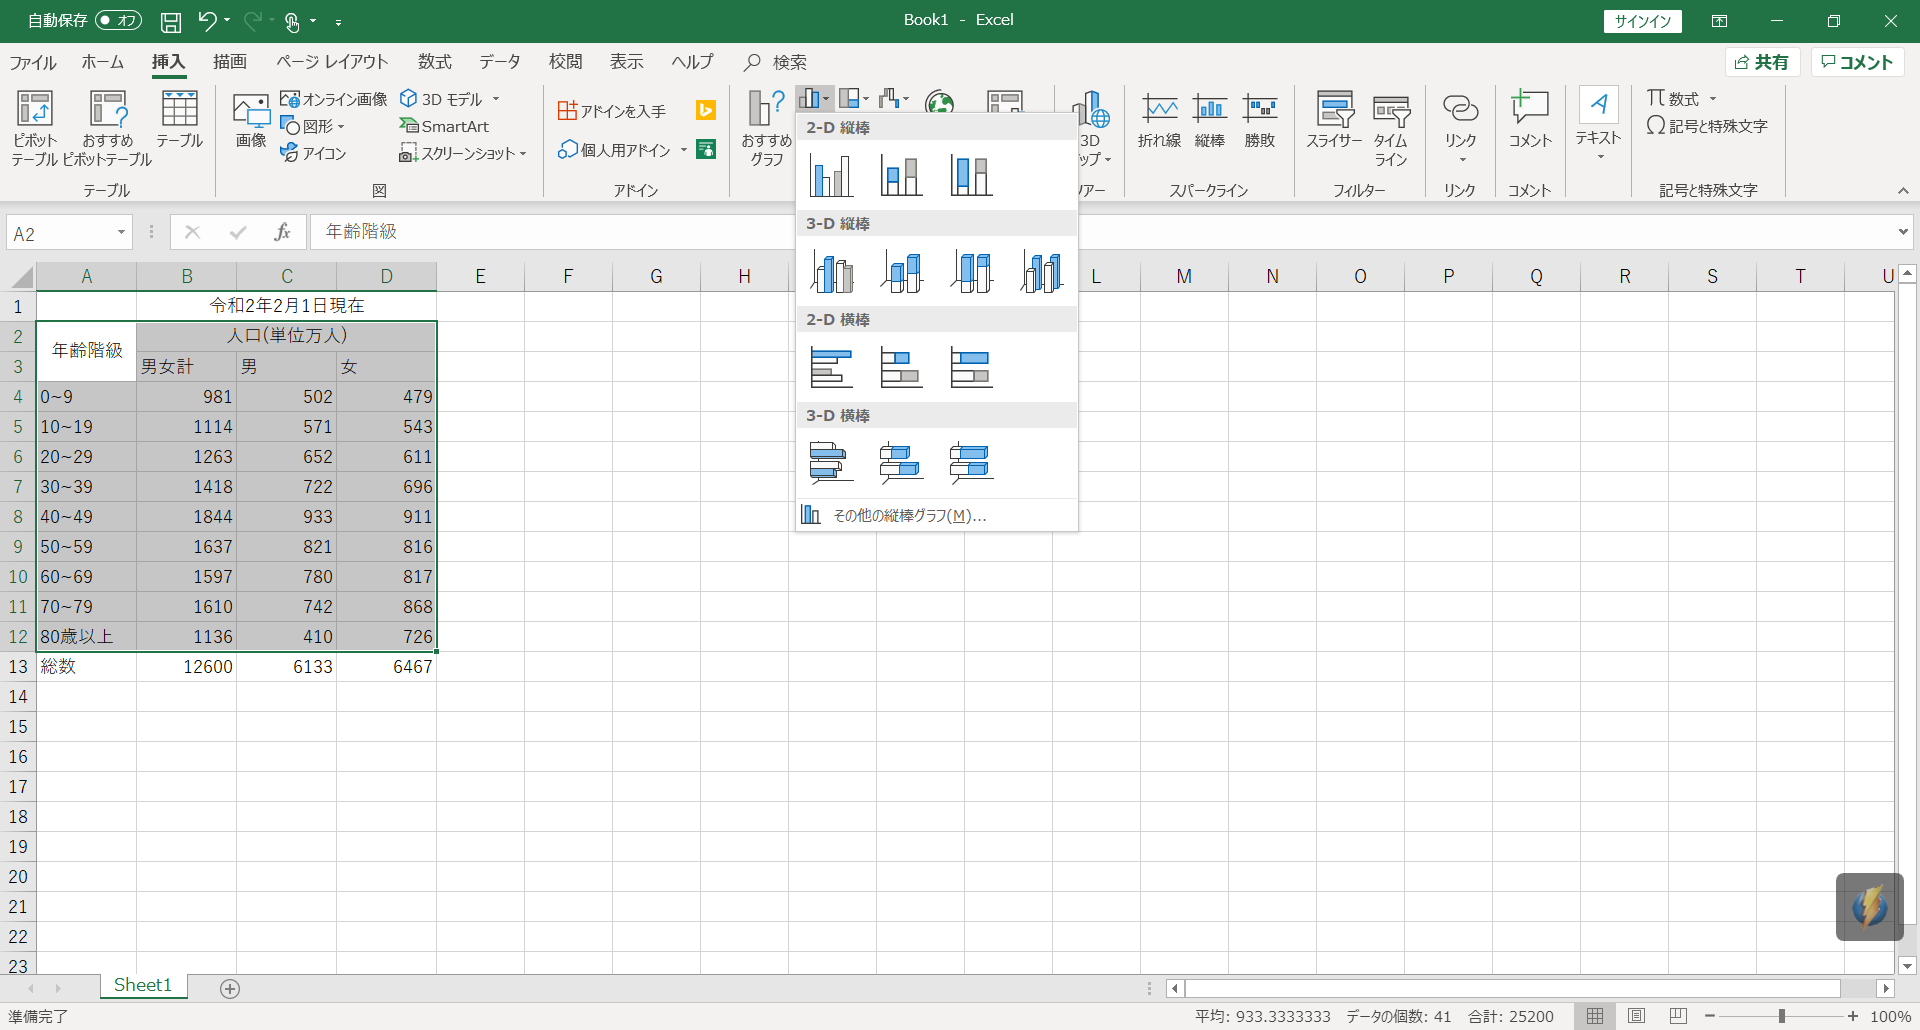 自動保存 オフ
Book1 - Excel
サインイン
ファイル ホーム 挿入 描画 ページ レイアウト 数式 データ 校閲 表示 ヘルプ 検索
共有 コメント
ピボット
テーブル
おすすめ
ピボットテーブル
テーブル
テーブル
画像
オンライン画像
図形
アイコン
3D モデル
SmartArt
スクリーンショット
図
アドインを入手
個人用アドイン
アドイン
おすすめ
グラフ
3D
ップ
ツアー
折れ線 縦棒 勝敗
スパークライン
スライサー
タイム
ライン
フィルター
リンク
リンク
コメント
コメント
テキスト
数式
記号と特殊文字
記号と特殊文字
2-D 縦棒
3-D 縦棒
2-D 横棒
3-D 横棒
その他の縦棒グラフ(M)...
A2 fx 年齢階級
A B C D E F G H L M N O P Q R S T U
1 令和2年2月1日現在
2 年齢階級 人口(単位万人)
3 男女計 男 女
4 0~9 981 502 479
5 10~19 1114 571 543
6 20~29 1263 652 611
7 30~39 1418 722 696
8 40~49 1844 933 911
9 50~59 1637 821 816
10 60~69 1597 780 817
11 70~79 1610 742 868
12 80歳以上 1136 410 726
13 総数 12600 6133 6467
14
15
16
17
18
19
20
21
22
23
Sheet1
準備完了
平均: 933.3333333 データの個数: 41 合計: 25200
100%